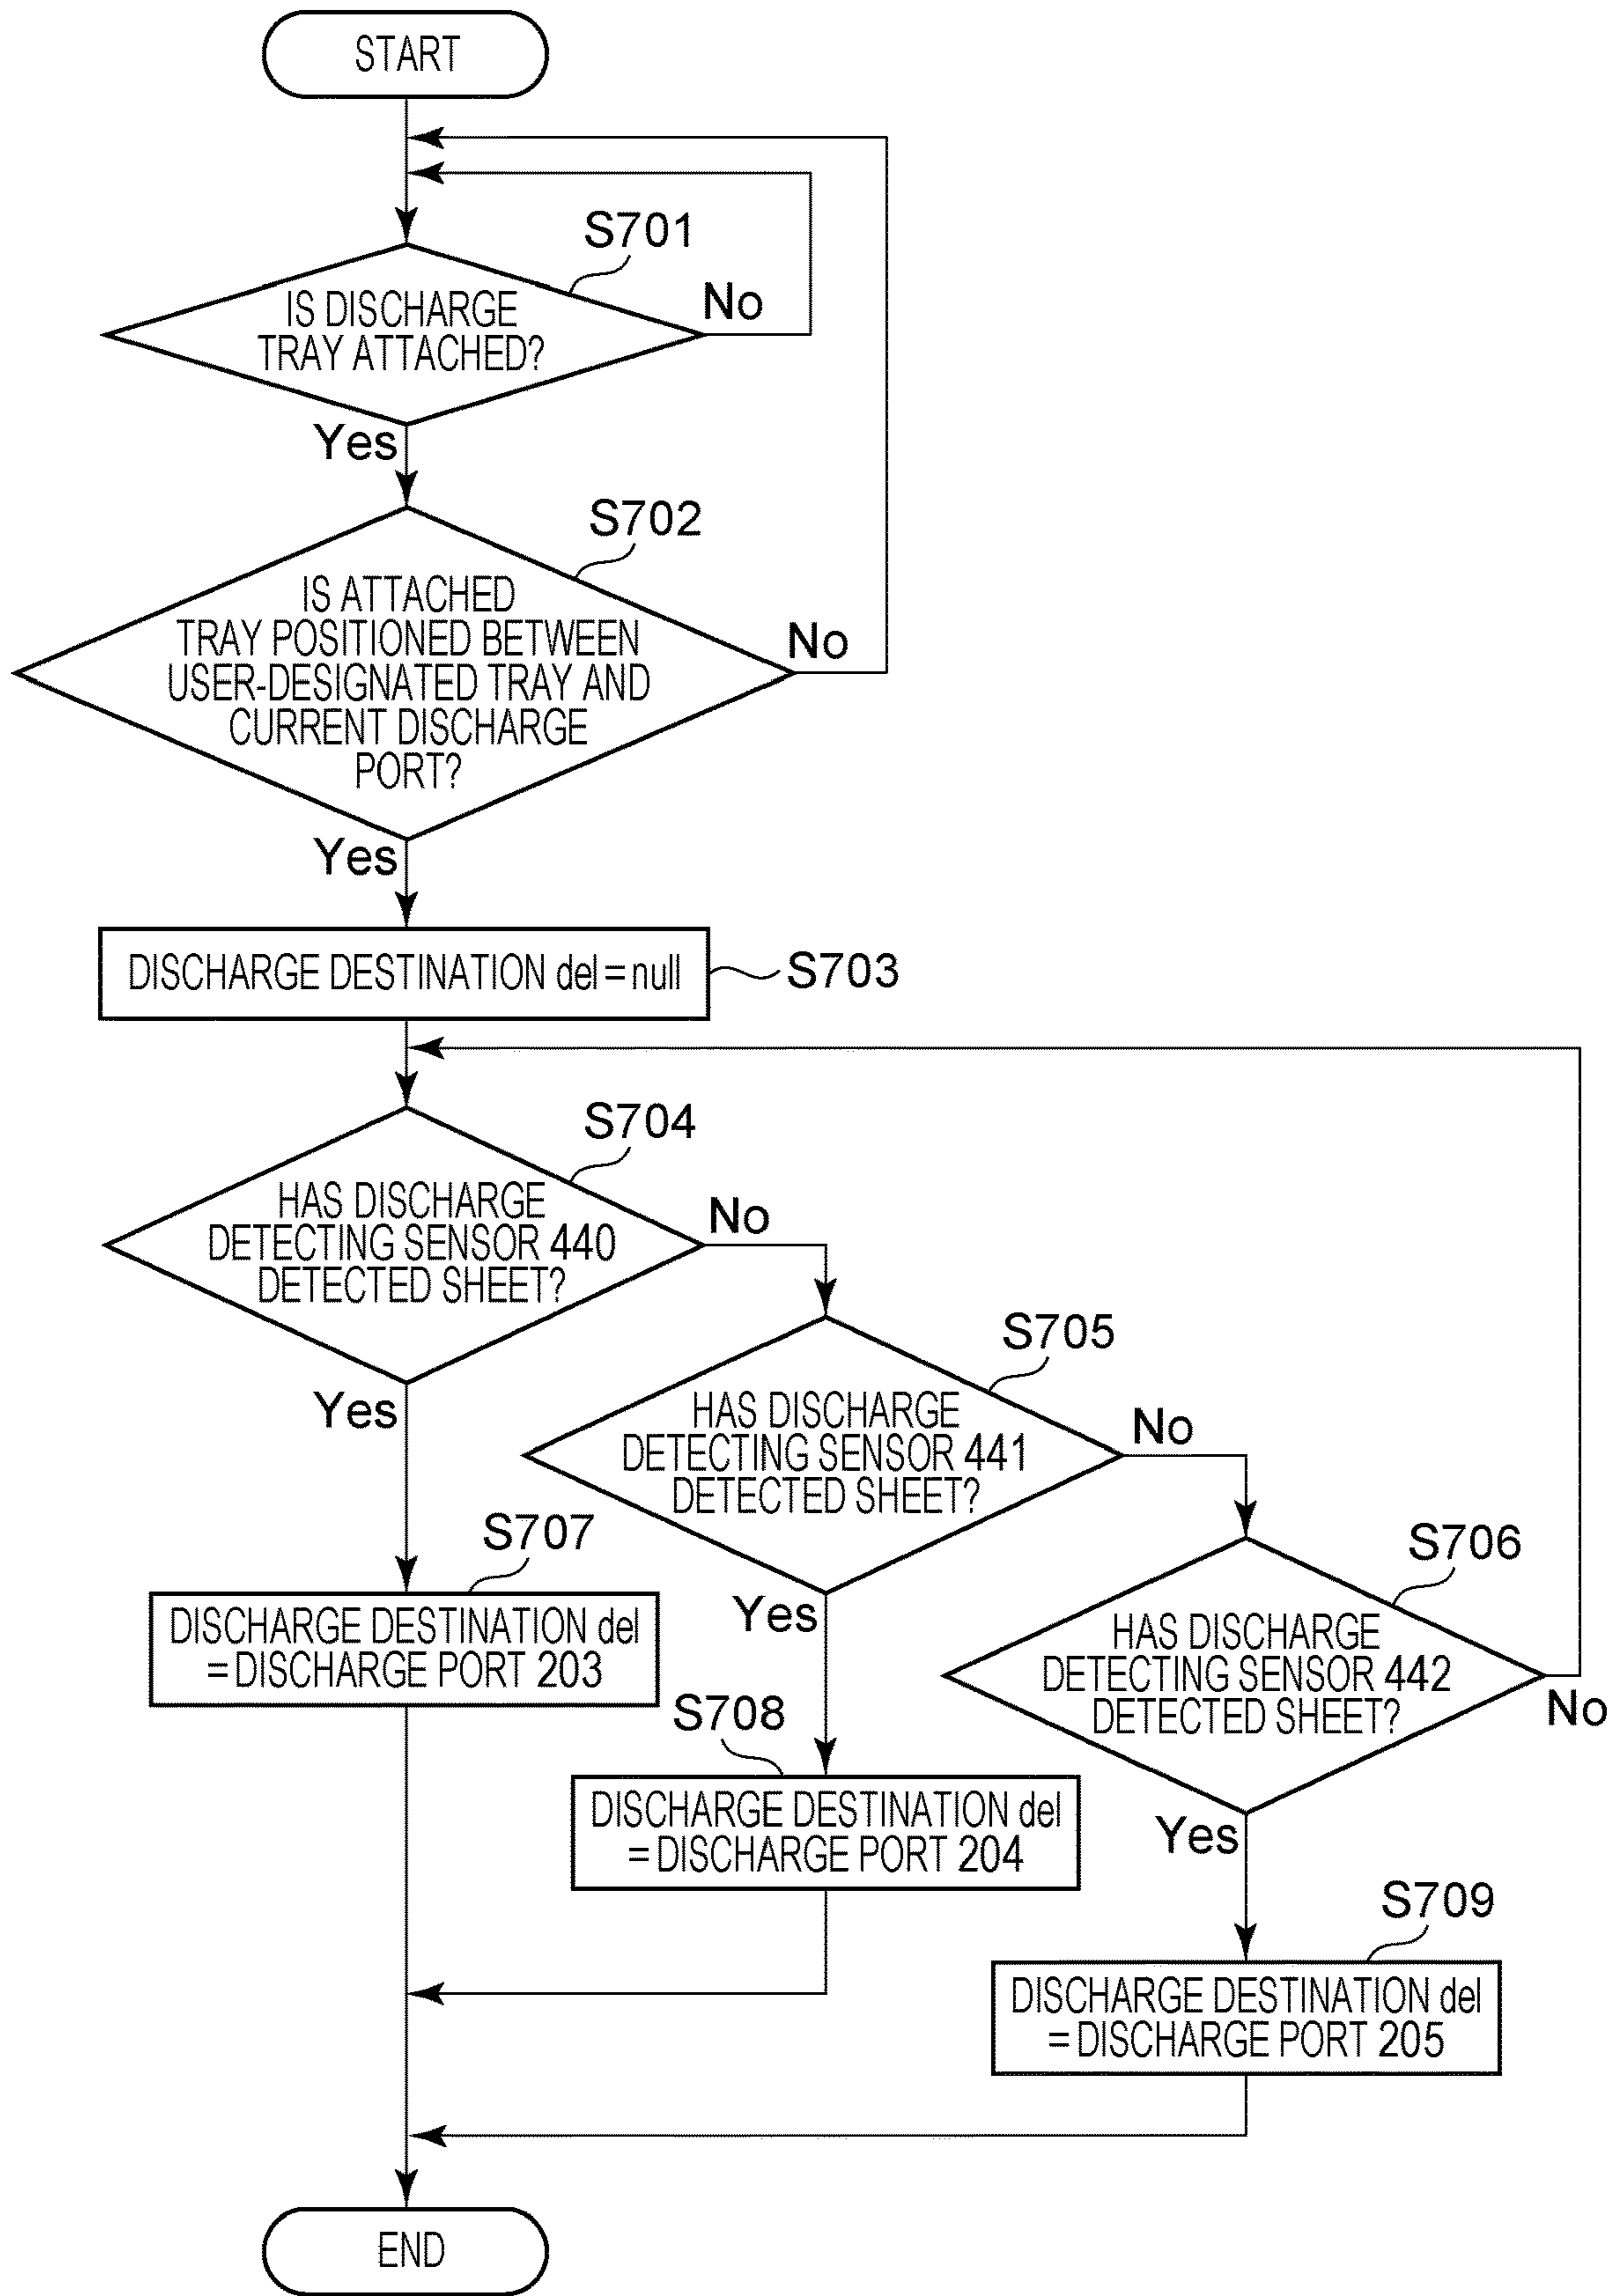 START
S701
IS DISCHARGE
TRAY ATTACHED?
No
Yes
S702
IS ATTACHED
TRAY POSITIONED BETWEEN
USER-DESIGNATED TRAY AND
CURRENT DISCHARGE
PORT?
No
Yes
DISCHARGE DESTINATION del = null
S703
S704
HAS DISCHARGE
DETECTING SENSOR 440
DETECTED SHEET?
No
Yes
S705
HAS DISCHARGE
DETECTING SENSOR 441
DETECTED SHEET?
No
Yes
S706
HAS DISCHARGE
DETECTING SENSOR 442
DETECTED SHEET?
No
Yes
S707
DISCHARGE DESTINATION del
= DISCHARGE PORT 203
S708
DISCHARGE DESTINATION del
= DISCHARGE PORT 204
S709
DISCHARGE DESTINATION del
= DISCHARGE PORT 205
END